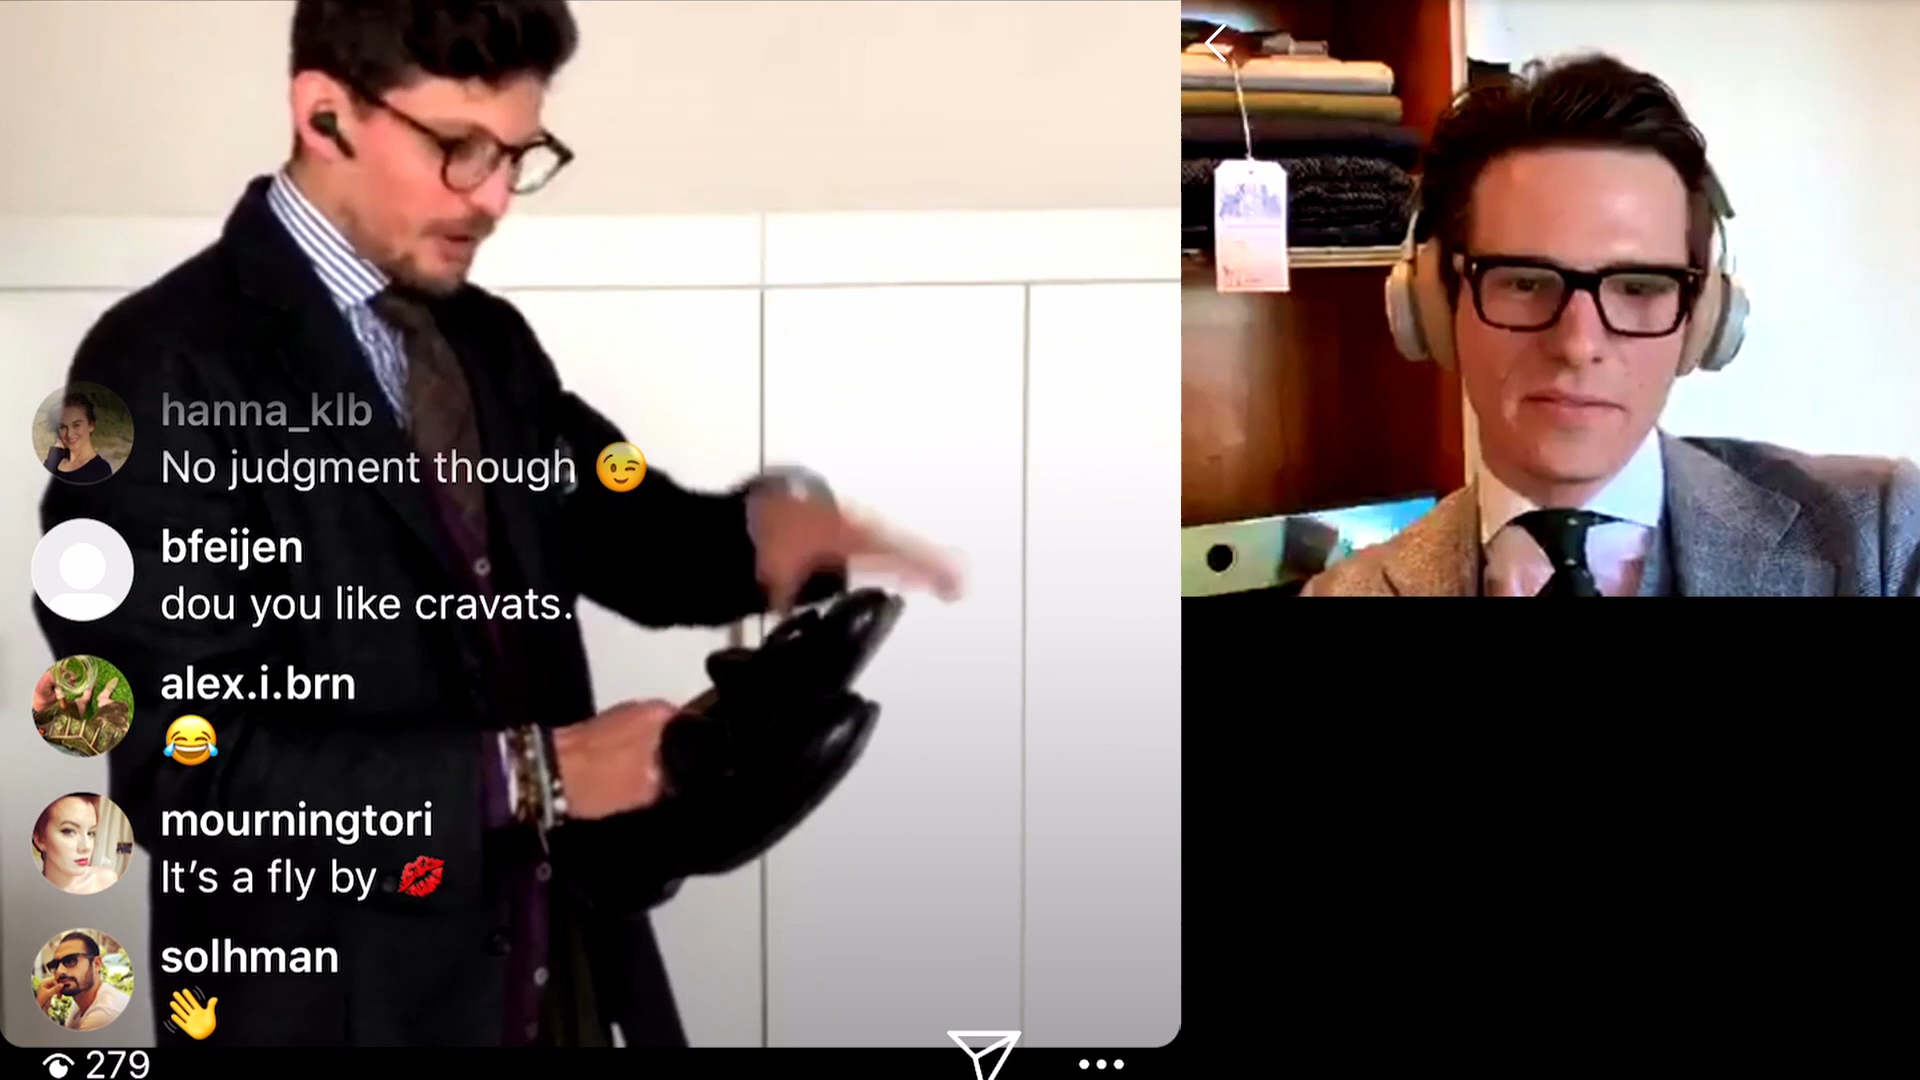 hanna_klb
No judgment though 😉
bfeijen
dou you like cravats.
alex.i.brn
😂
mourningtori
It’s a fly by 💋
solhman
👋
279